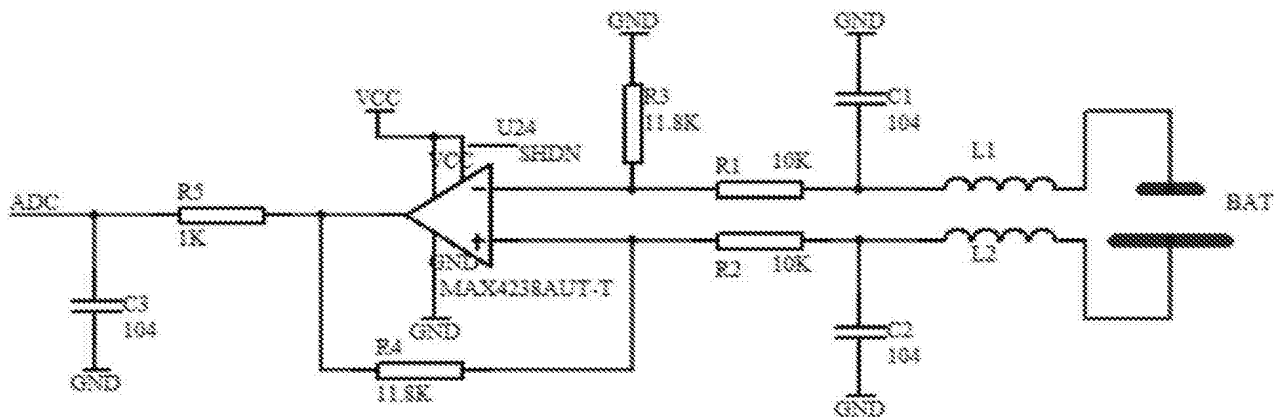 GND
GND
VCC
U24
SHDN
VCC
R3
11.8K
C1
104
R1
10K
L1
ADC
R5
1K
BAT
R2
10K
L2
GND
MAX4238AUT-T
C3
104
GND
C2
104
R4
11.8K
GND
GND